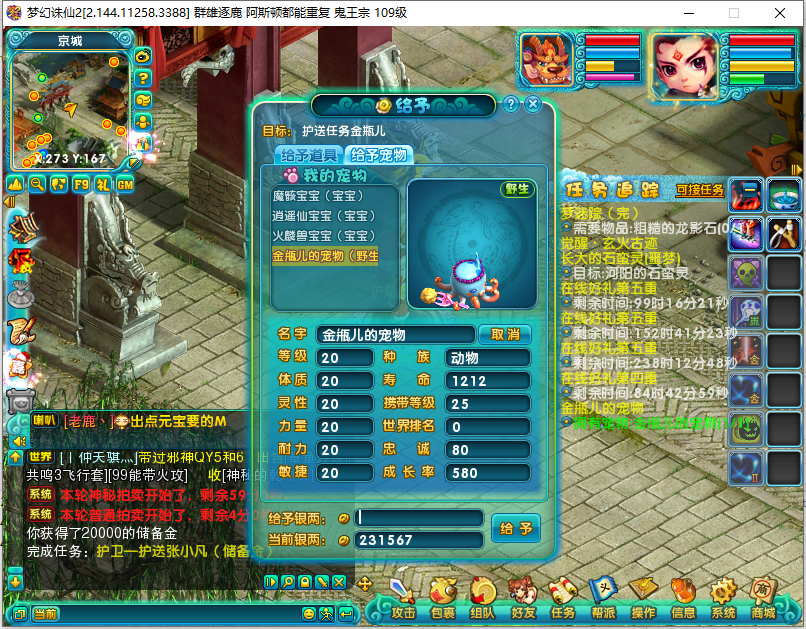 梦幻诛仙2[2.144.11258.3388] 群雄逐鹿 阿斯顿都能重复 鬼王宗 109级
京城
X:273 Y:167
F9
礼
GM
给予
目标： 护送任务金瓶儿
给予道具 给予宠物
我的宠物
魔骸宝宝（宝宝）
逍遥仙宝宝（宝宝）
火麟兽宝宝（宝宝）
金瓶儿的宠物（野生
野生
名字 金瓶儿的宠物 取消
等级 20 种族 动物
体质 20 寿命 1212
灵性 20 携带等级 25
力量 20 世界排名 0
耐力 20 忠诚 80
敏捷 20 成长率 580
给予银两：
当前银两： 231567
给予
任务追踪 可接任务
需要物品:粗糙的龙影石(0/1)
觉醒·玄火古迹
长大的石蛮灵(噩梦)
目标:河阳的石蛮灵
在线好礼第五重
剩余时间:99时16分21秒
在线好礼第五重
剩余时间:152时41分23秒
在线好礼第五重
剩余时间:238时12分48秒
在线好礼第四重
剩余时间:84时42分59秒
金瓶儿的宠物
喇叭 [老鹿丶]出点元宝要的M
世界 [丨仰天骐灬]带过邪神QY5和6
共鸣3飞行套][99能带火攻] 收[神秘的
系统 本轮神秘拍卖开始了，剩余59
系统 本轮普通拍卖开始了，剩余4分
你获得了20000的储备金
完成任务：护卫—护送张小凡（储备金）
当前
攻击 包裹 组队 好友 任务 帮派 操作 信息 系统 商城